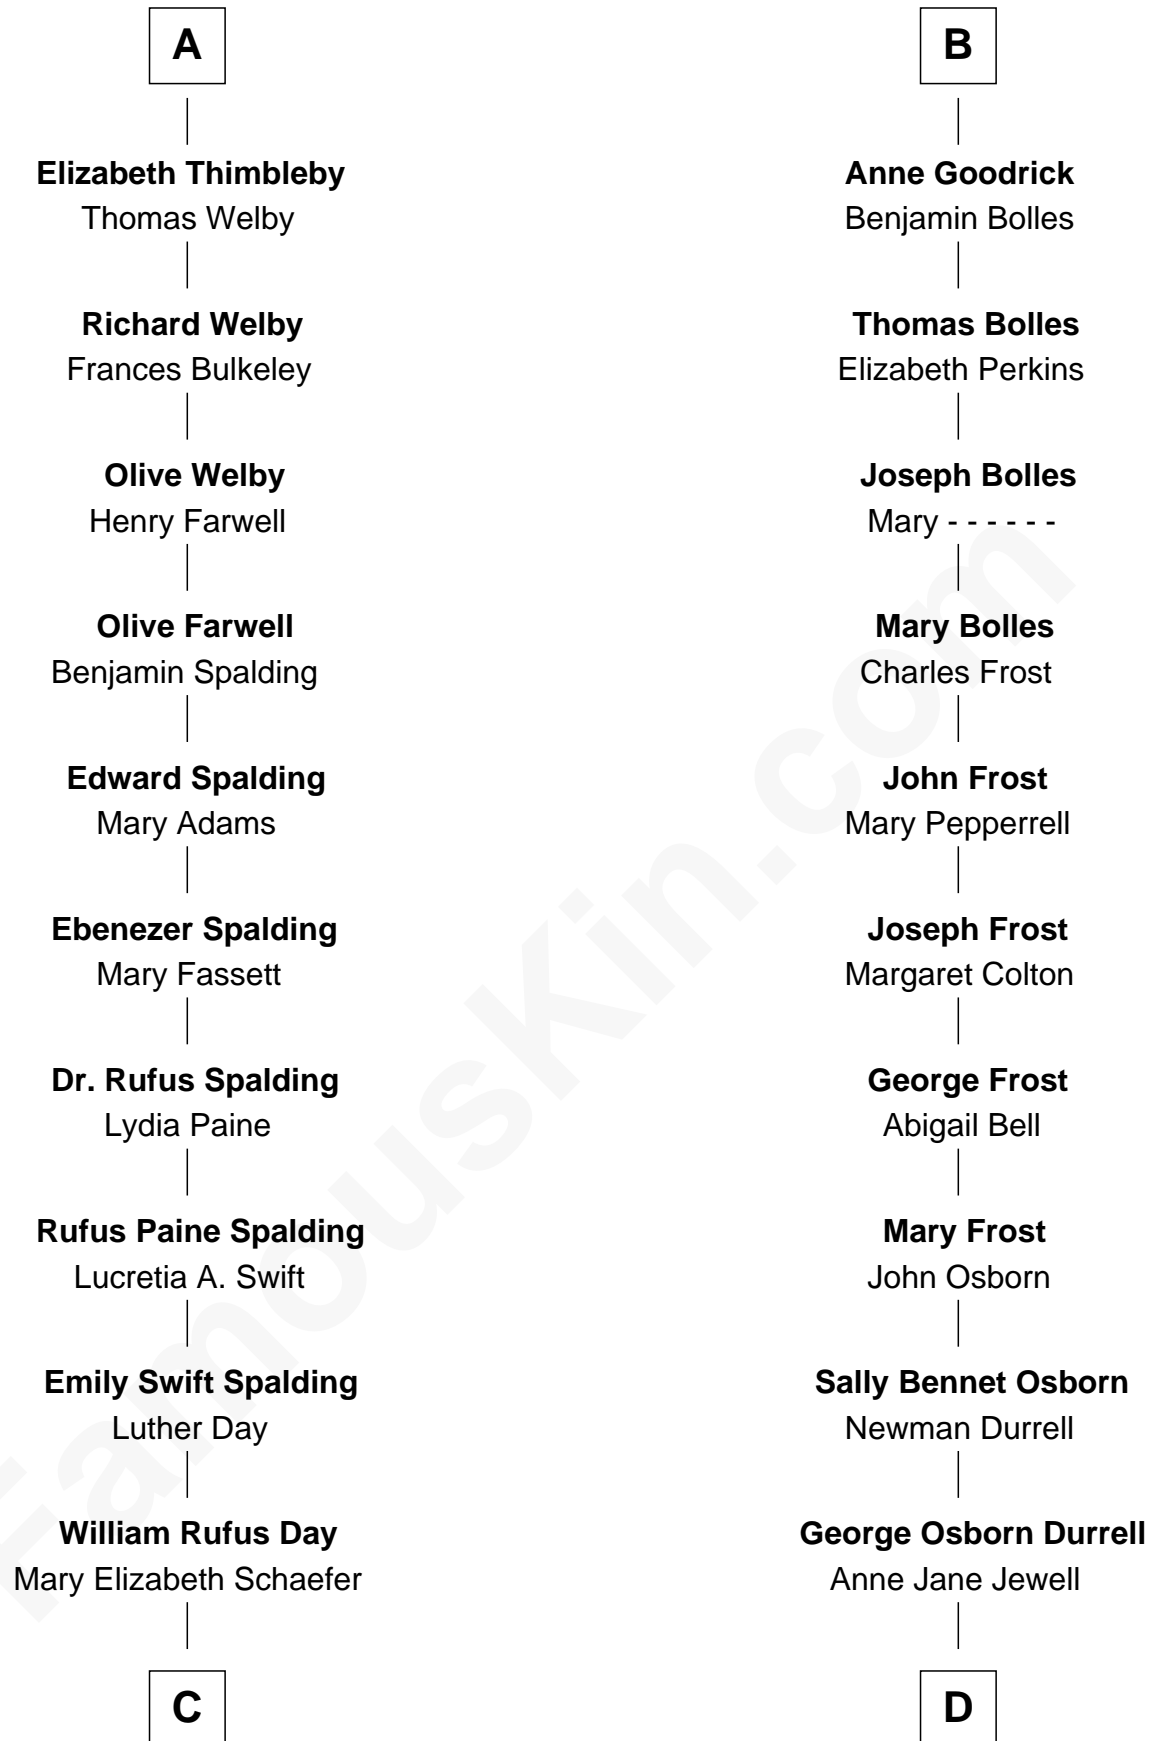 A
Elizabeth Thimbleby
Thomas Welby
Richard Welby
Frances Bulkeley
Olive Welby
Henry Farwell
Olive Farwell
Benjamin Spalding
Edward Spalding
Mary Adams
Ebenezer Spalding
Mary Fassett
Dr. Rufus Spalding
Lydia Paine
Rufus Paine Spalding
Lucretia A. Swift
Emily Swift Spalding
Luther Day
William Rufus Day
Mary Elizabeth Schaefer
C
B
Anne Goodrick
Benjamin Bolles
Thomas Bolles
Elizabeth Perkins
Joseph Bolles
Mary - - - - - -
Mary Bolles
Charles Frost
John Frost
Mary Pepperrell
Joseph Frost
Margaret Colton
George Frost
Abigail Bell
Mary Frost
John Osborn
Sally Bennet Osborn
Newman Durrell
George Osborn Durrell
Anne Jane Jewell
D
FamousKin.com